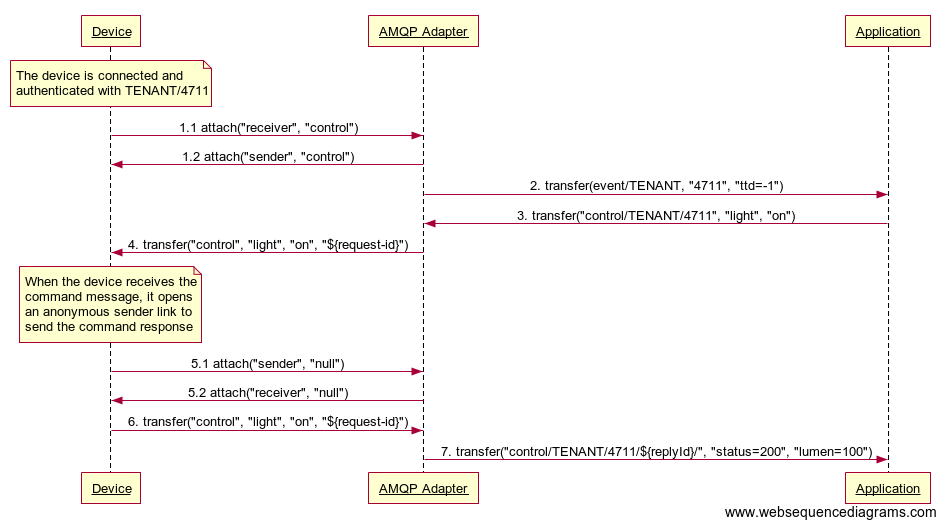 Device
AMQP Adapter
Application
The device is connected and
authenticated with TENANT/4711
1.1 attach("receiver", "control")
1.2 attach("sender", "control")
2. transfer(event/TENANT, "4711", "ttd=-1")
3. transfer("control/TENANT/4711", "light", "on")
4. transfer("control", "light", "on", "${request-id}")
When the device receives the
command message, it opens
an anonymous sender link to
send the command response
5.1 attach("sender", "null")
5.2 attach("receiver", "null")
6. transfer("control", "light", "on", "${request-id}")
7. transfer("control/TENANT/4711/${replyId}/", "status=200", "lumen=100")
Device
AMQP Adapter
Application
www.websequencediagrams.com